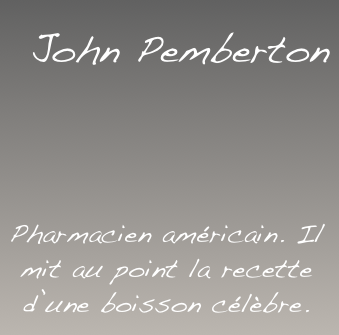 John Pemberton
Pharmacien américain. Il
mit au point la recette
d`une boisson célèbre.